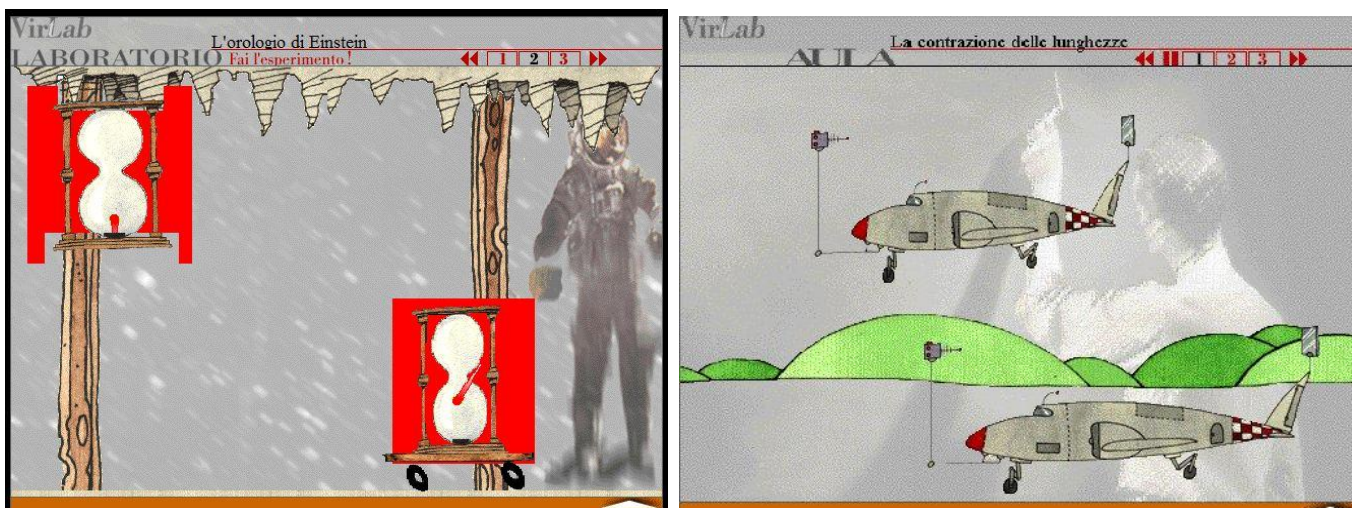 VirLab
L'orologio di Einstein
LABORATORIO Fai l'esperimento! 1 2 3
VirLab
La contrazione delle lunghezze
AULA 1 2 3